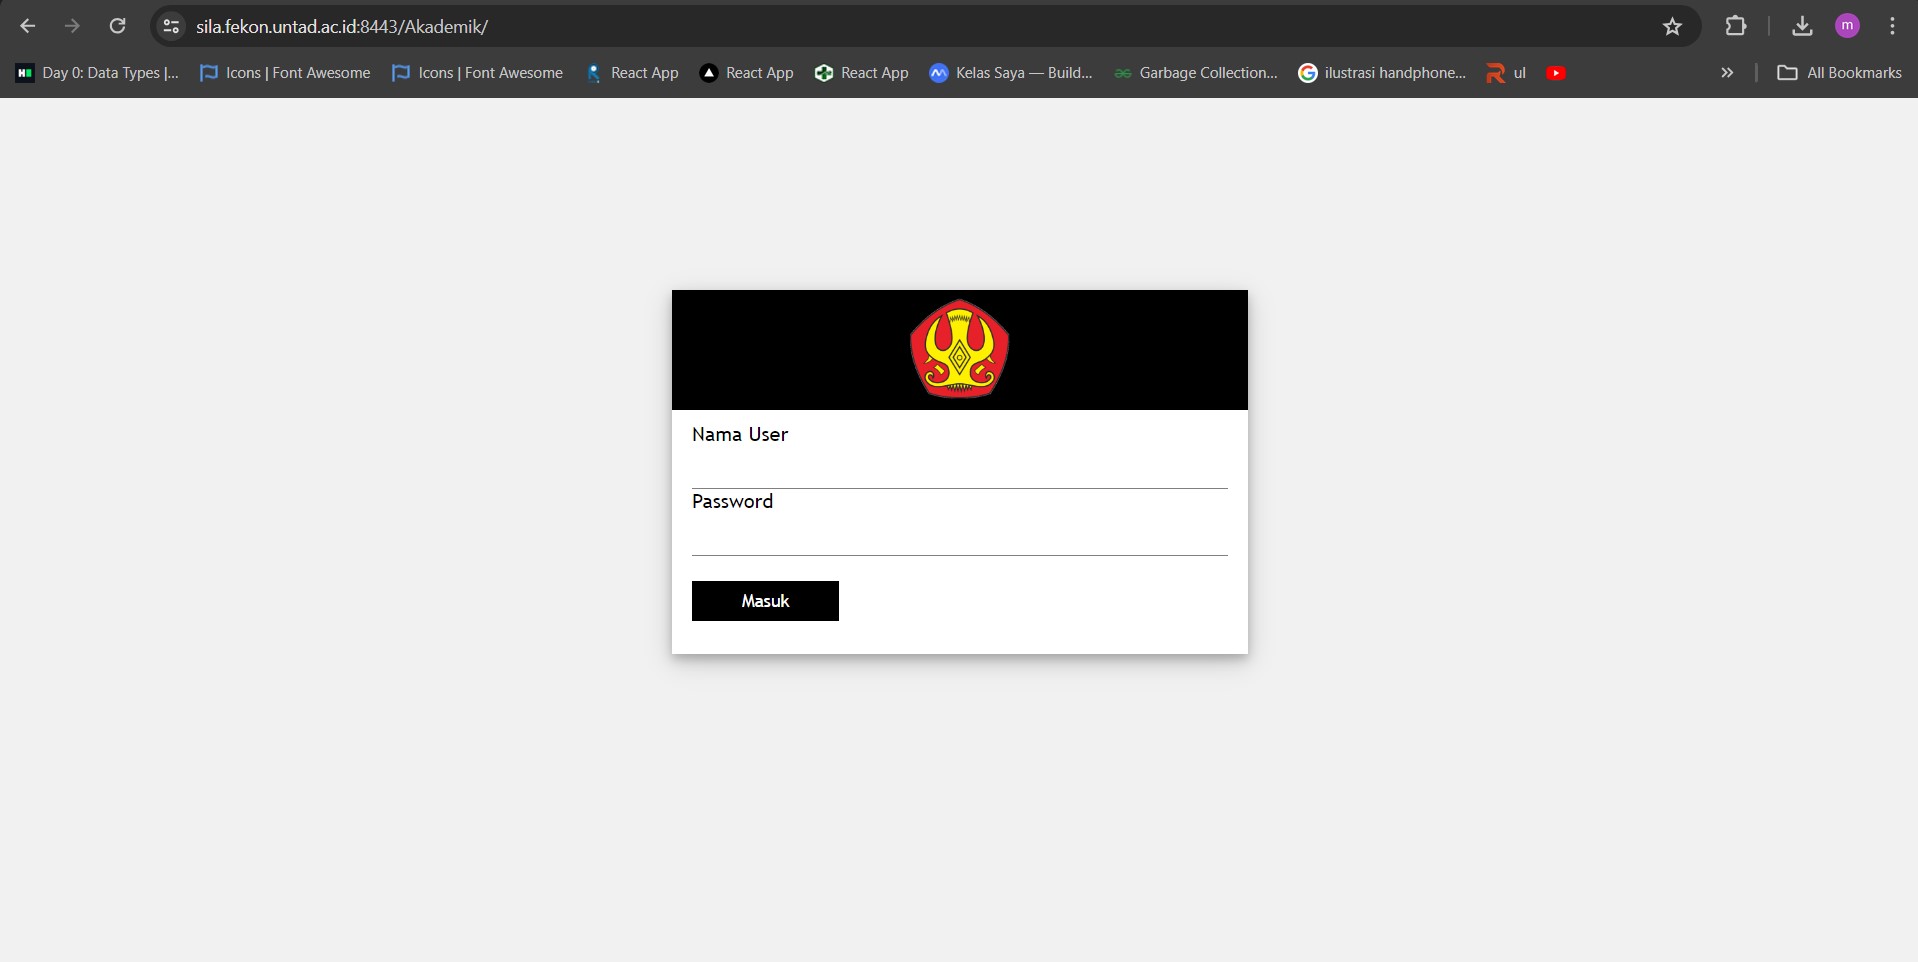 sila.fekon.untad.ac.id:8443/Akademik/
m
Day 0: Data Types |... Icons | Font Awesome Icons | Font Awesome React App React App React App Kelas Saya — Build... Garbage Collection... ilustrasi handphone... ul All Bookmarks
Nama User
Password
Masuk